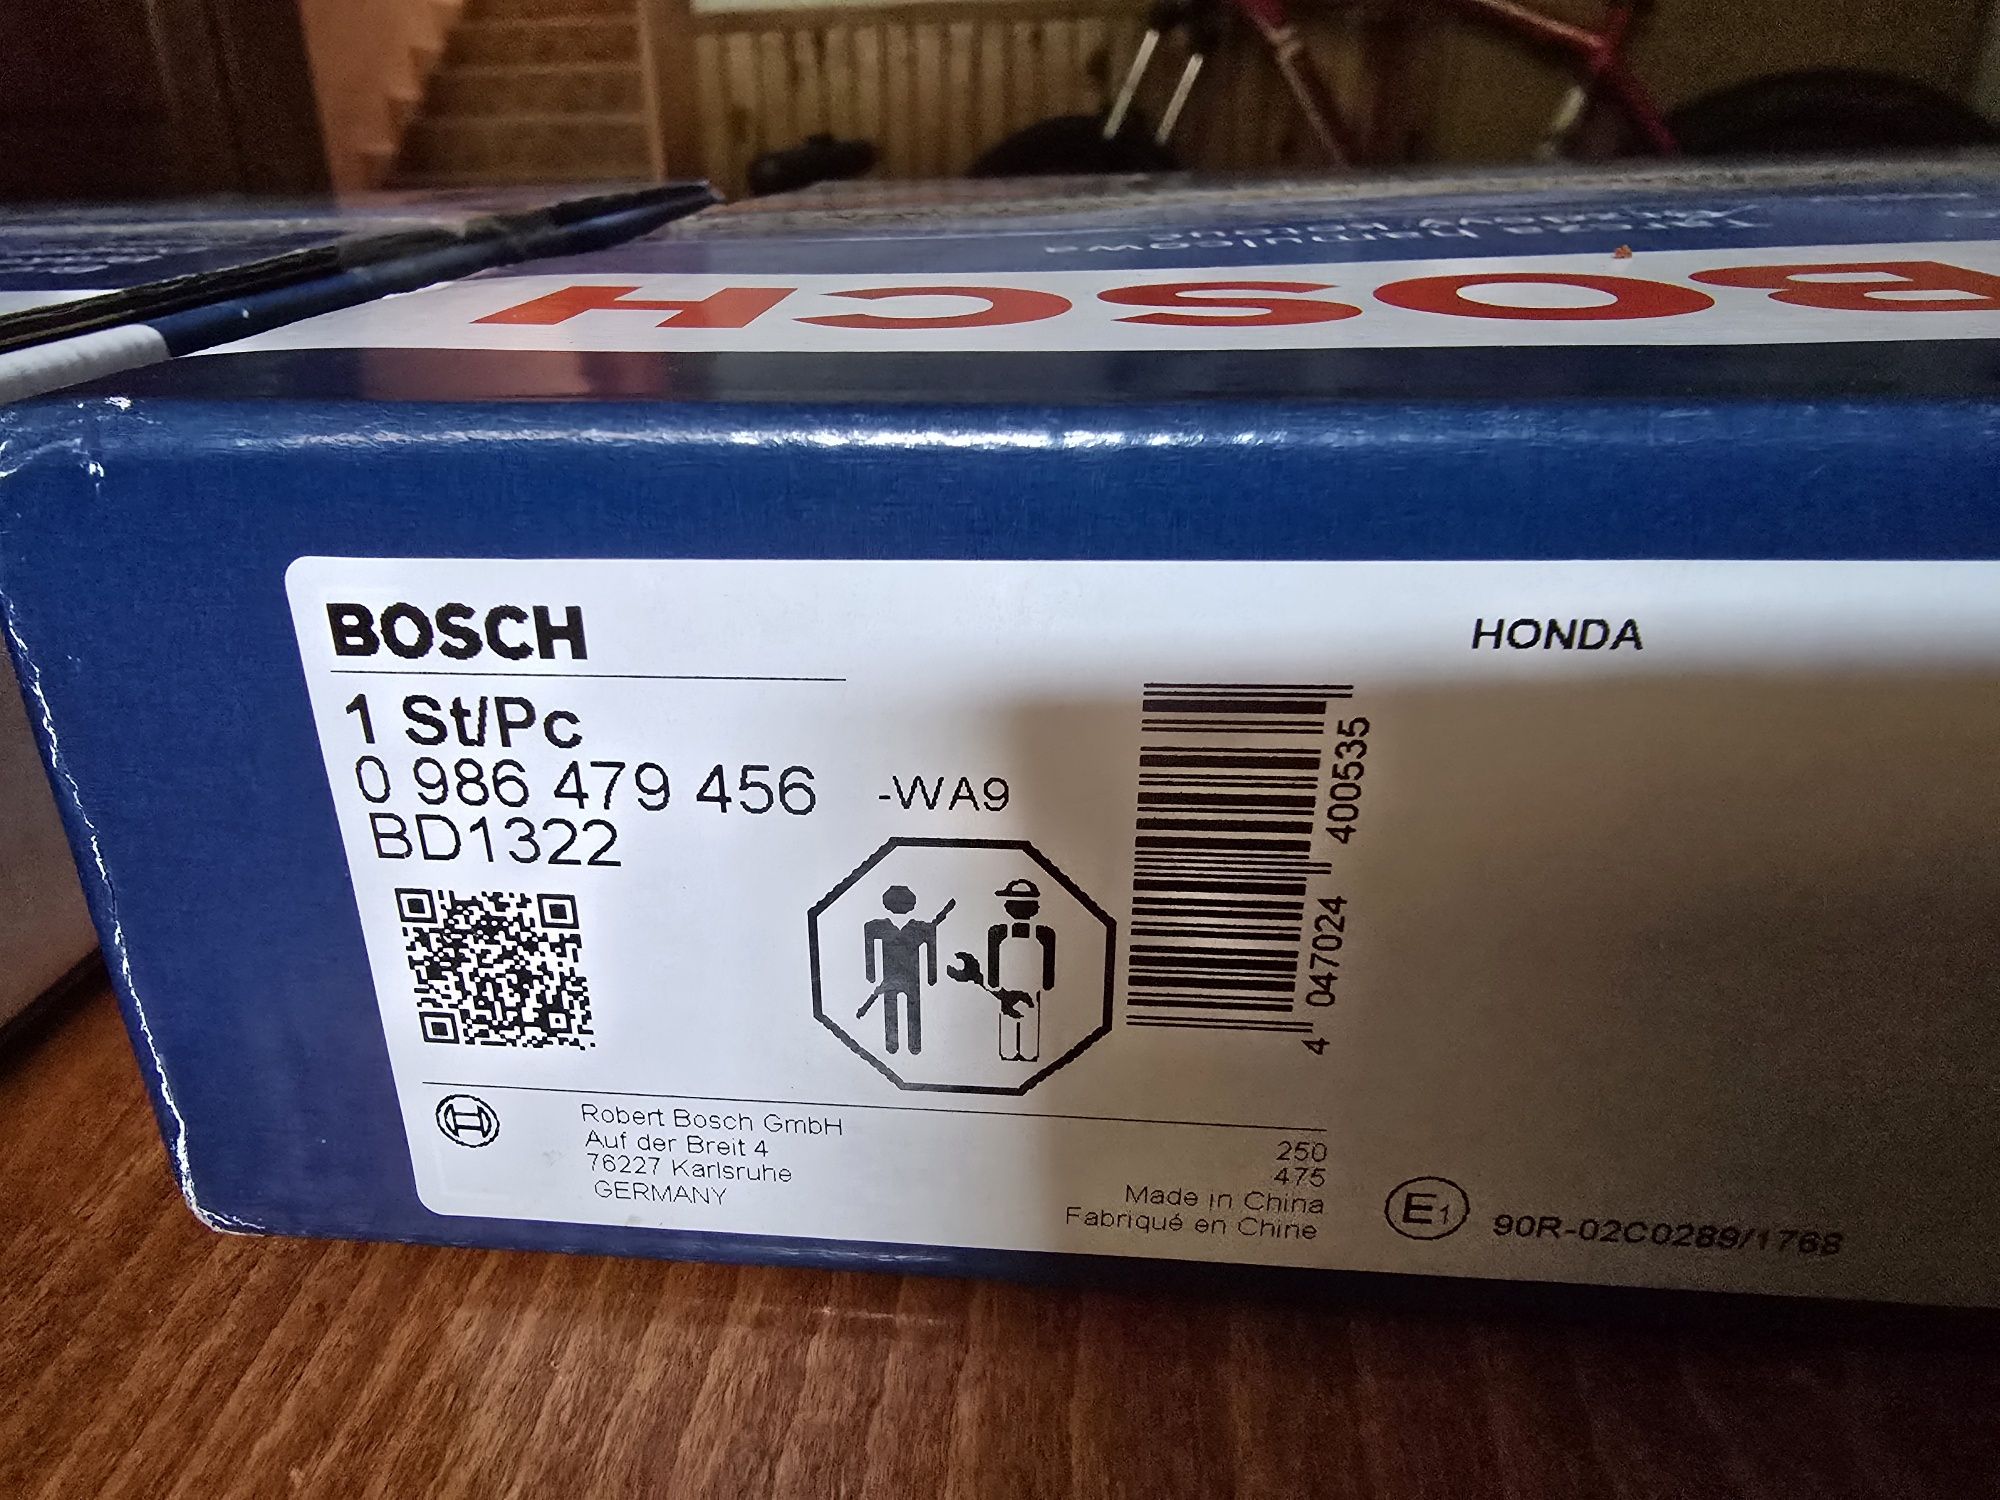 BOSCH
BOSCH
1 St/Pc
0 986 479 456 -WA9
BD1322
HONDA
4 047024 400535
Robert Bosch GmbH
Auf der Breit 4
76227 Karlsruhe
GERMANY
250
475
Made in China
Fabriqué en Chine
E1
90R-02C0289/1768